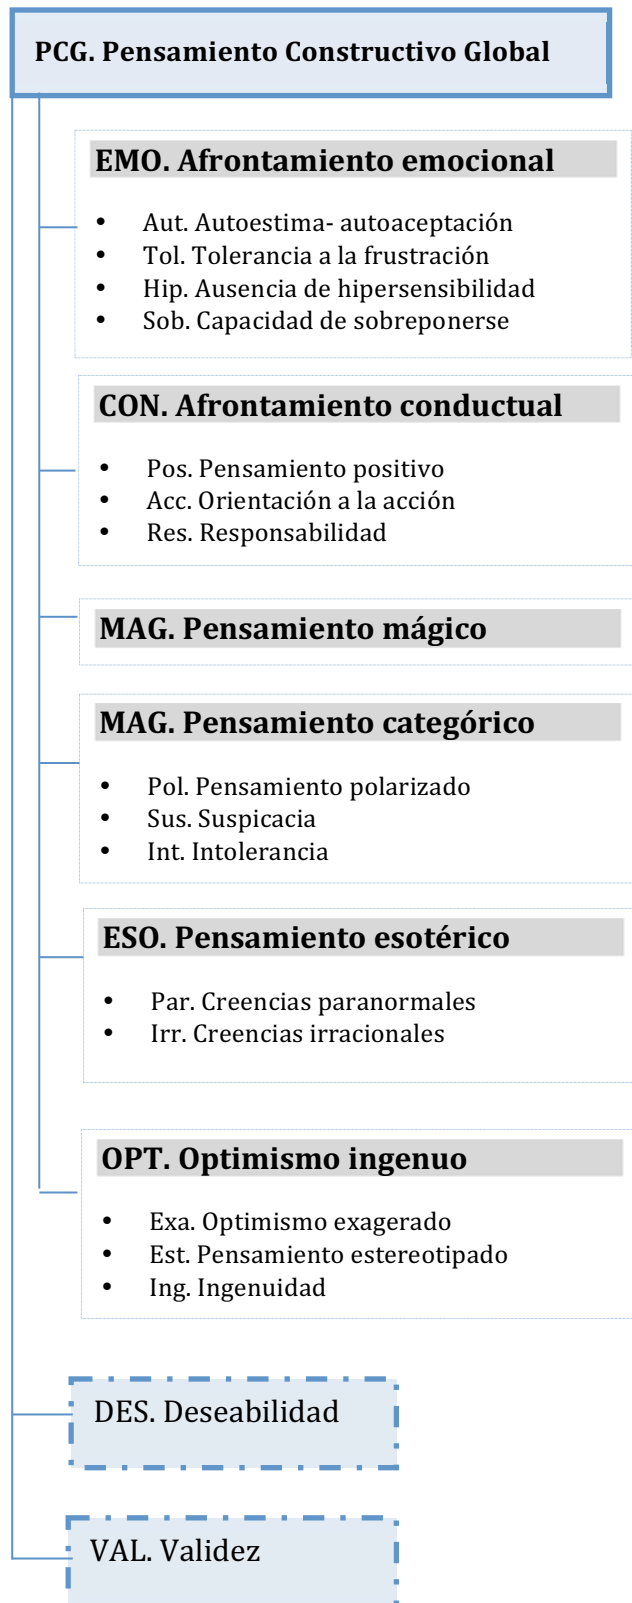 PCG. Pensamiento Constructivo Global
EMO. Afrontamiento emocional
• Aut. Autoestima- autoaceptación
• Tol. Tolerancia a la frustración
• Hip. Ausencia de hipersensibilidad
• Sob. Capacidad de sobreponerse
CON. Afrontamiento conductual
• Pos. Pensamiento positivo
• Acc. Orientación a la acción
• Res. Responsabilidad
MAG. Pensamiento mágico
MAG. Pensamiento categórico
• Pol. Pensamiento polarizado
• Sus. Suspicacia
• Int. Intolerancia
ESO. Pensamiento esotérico
• Par. Creencias paranormales
• Irr. Creencias irracionales
OPT. Optimismo ingenuo
• Exa. Optimismo exagerado
• Est. Pensamiento estereotipado
• Ing. Ingenuidad
DES. Deseabilidad
VAL. Validez